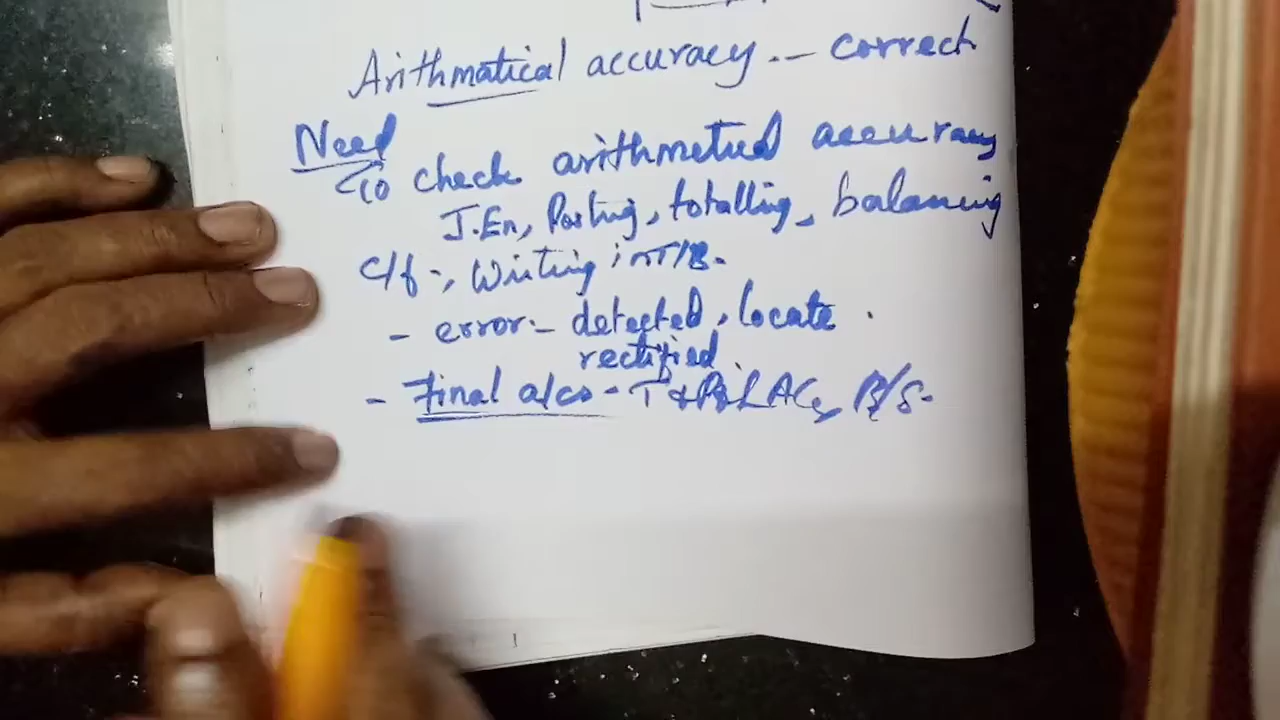 Arithmatical accuracy.- correct
Need
To check arithmetical accuracy
J.En, Posting, totalling, balancing
C/f -, Writing in T/B.
- error:- detected, locate
rectified
- Final a/cs - T & P&L A/Cs, B/S.